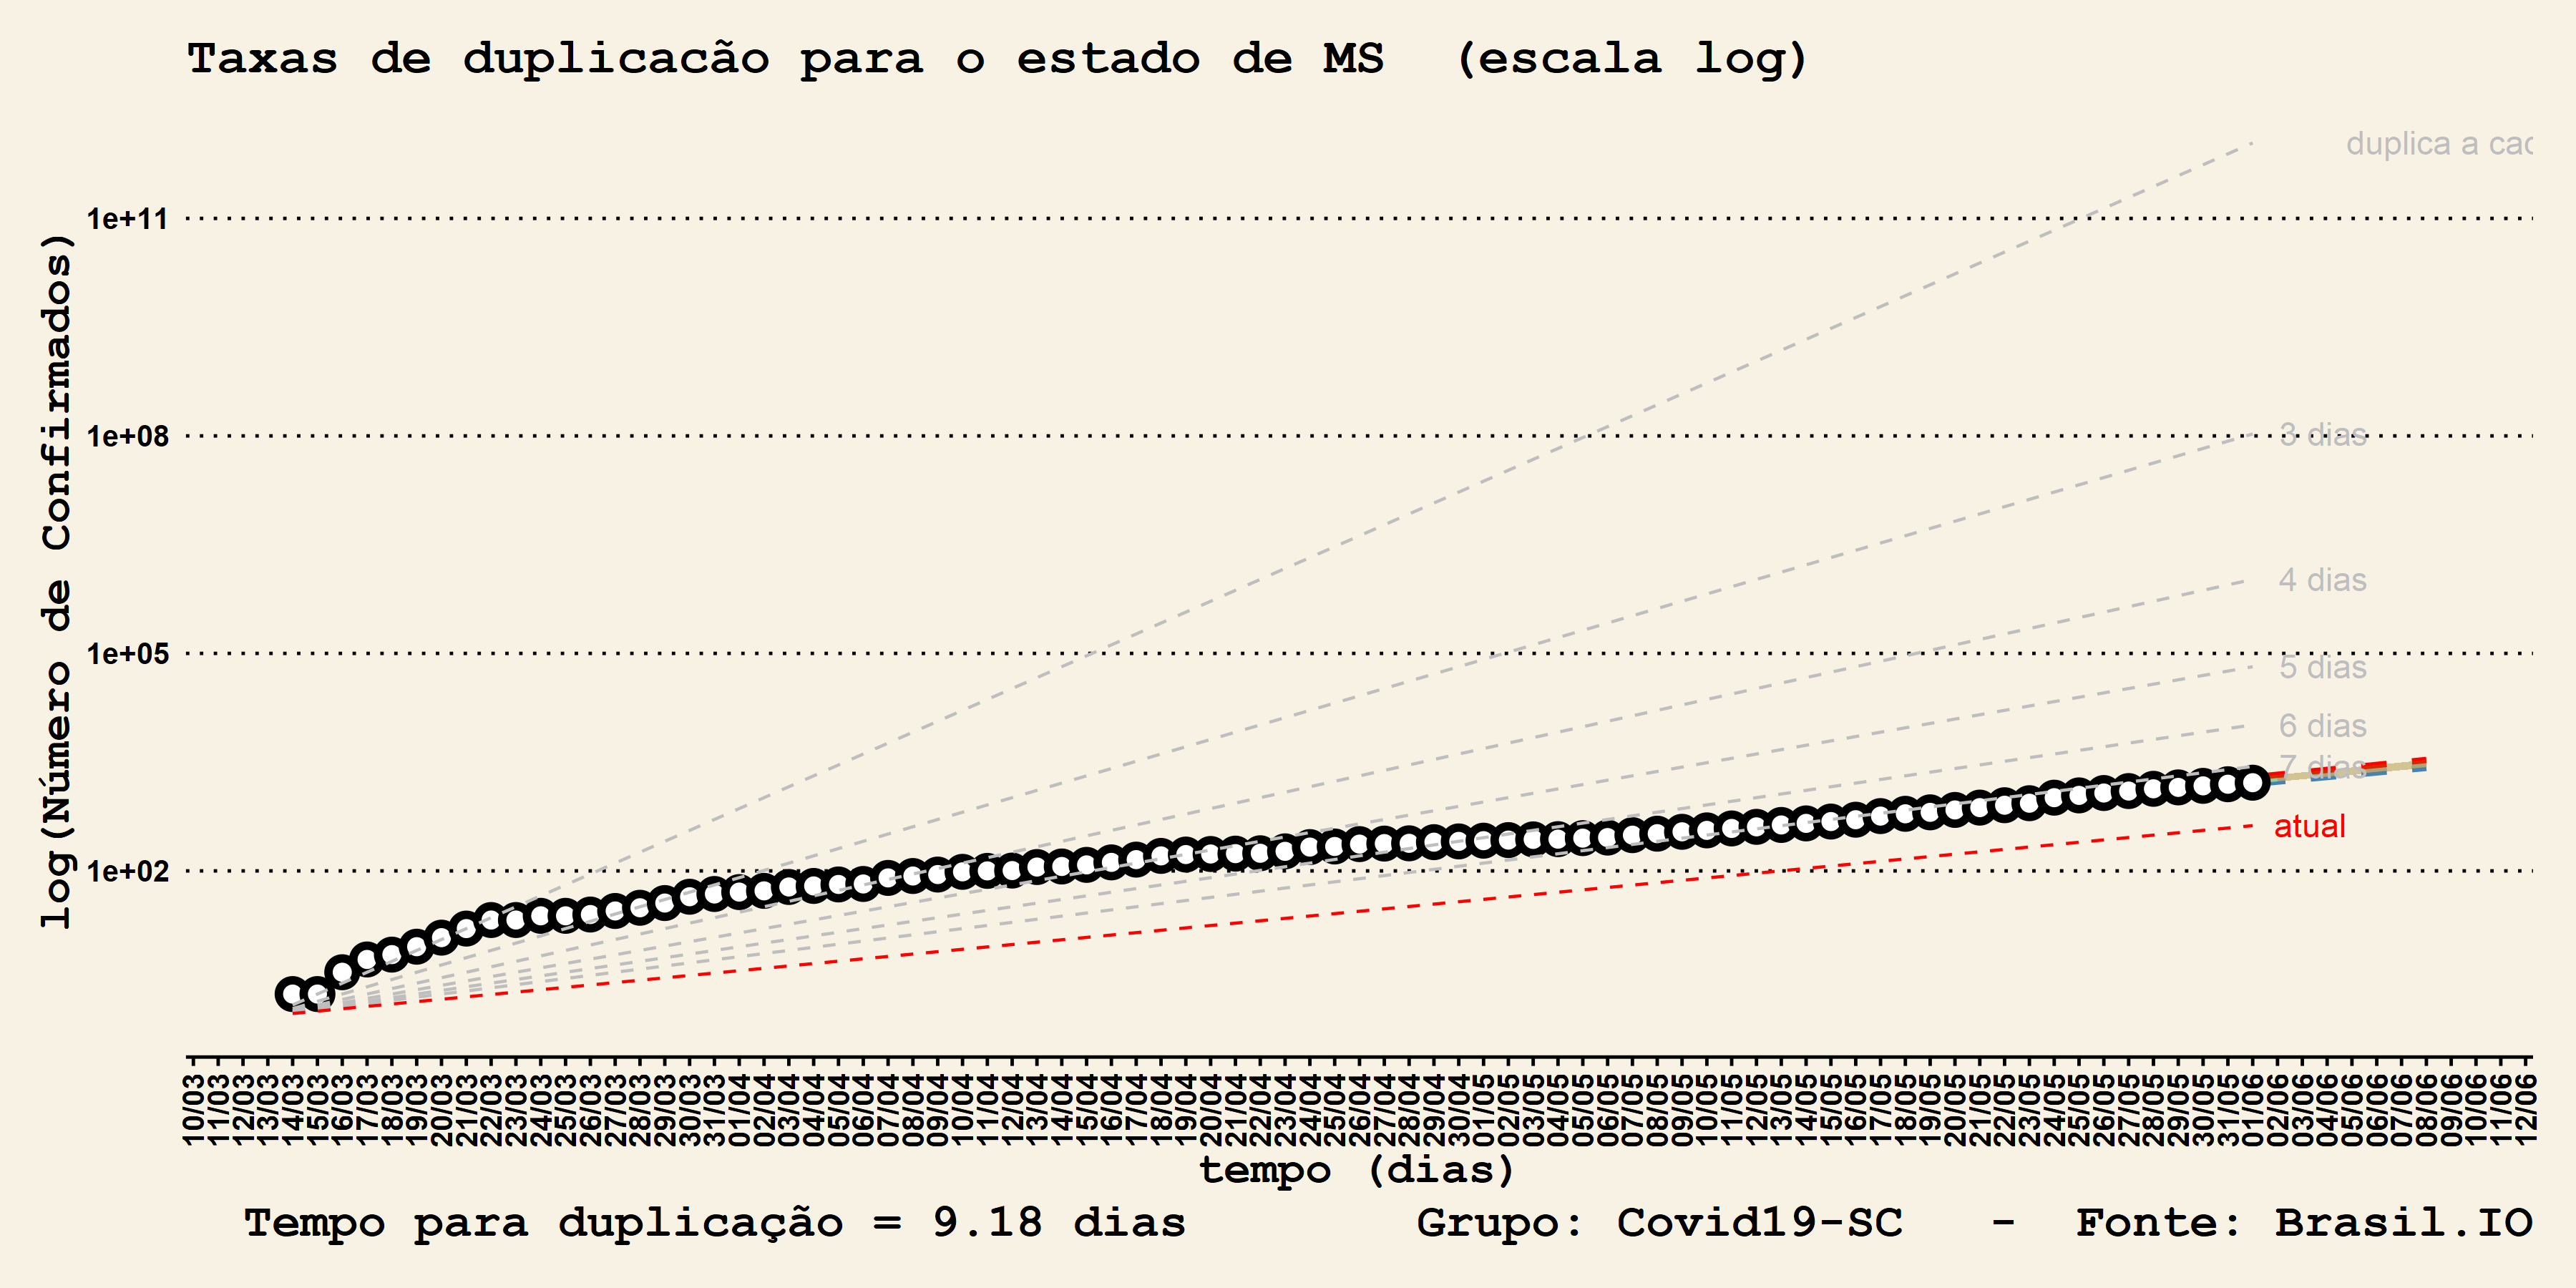 Taxas de duplicacão para o estado de MS (escala log)
log(Número de Confirmados)
1e+11
1e+08
1e+05
1e+02
duplica a cad
3 dias
4 dias
5 dias
6 dias
7 dias
atual
10/03 11/03 12/03 13/03 14/03 15/03 16/03 17/03 18/03 19/03 20/03 21/03 22/03 23/03 24/03 25/03 26/03 27/03 28/03 29/03 30/03 31/03 01/04 02/04 03/04 04/04 05/04 06/04 07/04 08/04 09/04 10/04 11/04 12/04 13/04 14/04 15/04 16/04 17/04 18/04 19/04 20/04 21/04 22/04 23/04 24/04 25/04 26/04 27/04 28/04 29/04 30/04 01/05 02/05 03/05 04/05 05/05 06/05 07/05 08/05 09/05 10/05 11/05 12/05 13/05 14/05 15/05 16/05 17/05 18/05 19/05 20/05 21/05 22/05 23/05 24/05 25/05 26/05 27/05 28/05 29/05 30/05 31/05 01/06 02/06 03/06 04/06 05/06 06/06 07/06 08/06 09/06 10/06 11/06 12/06
tempo (dias)
Tempo para duplicação = 9.18 dias Grupo: Covid19-SC - Fonte: Brasil.IO